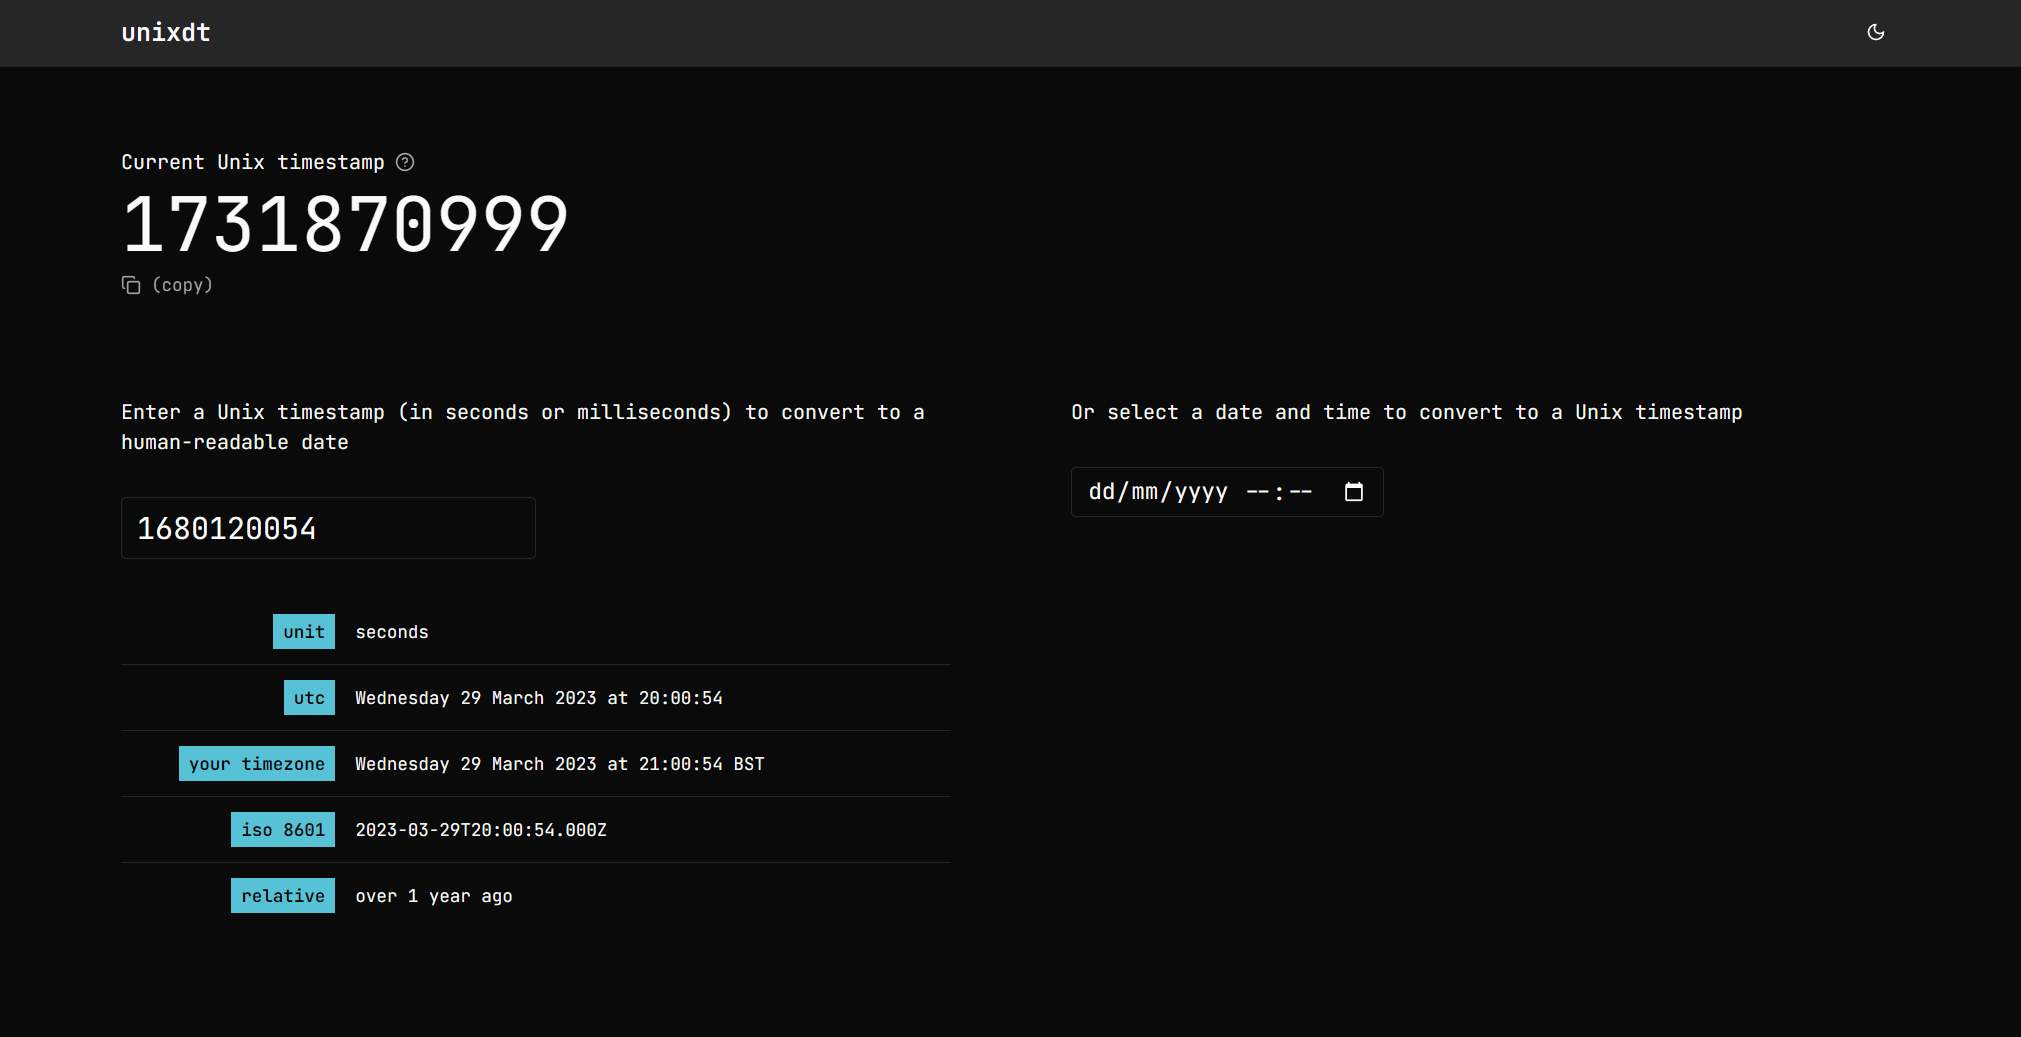 unixdt
Current Unix timestamp
1731870999
(copy)
Enter a Unix timestamp (in seconds or milliseconds) to convert to a
human-readable date
1680120054
unit seconds
utc Wednesday 29 March 2023 at 20:00:54
your timezone Wednesday 29 March 2023 at 21:00:54 BST
iso 8601 2023-03-29T20:00:54.000Z
relative over 1 year ago
Or select a date and time to convert to a Unix timestamp
dd/mm/yyyy --:--